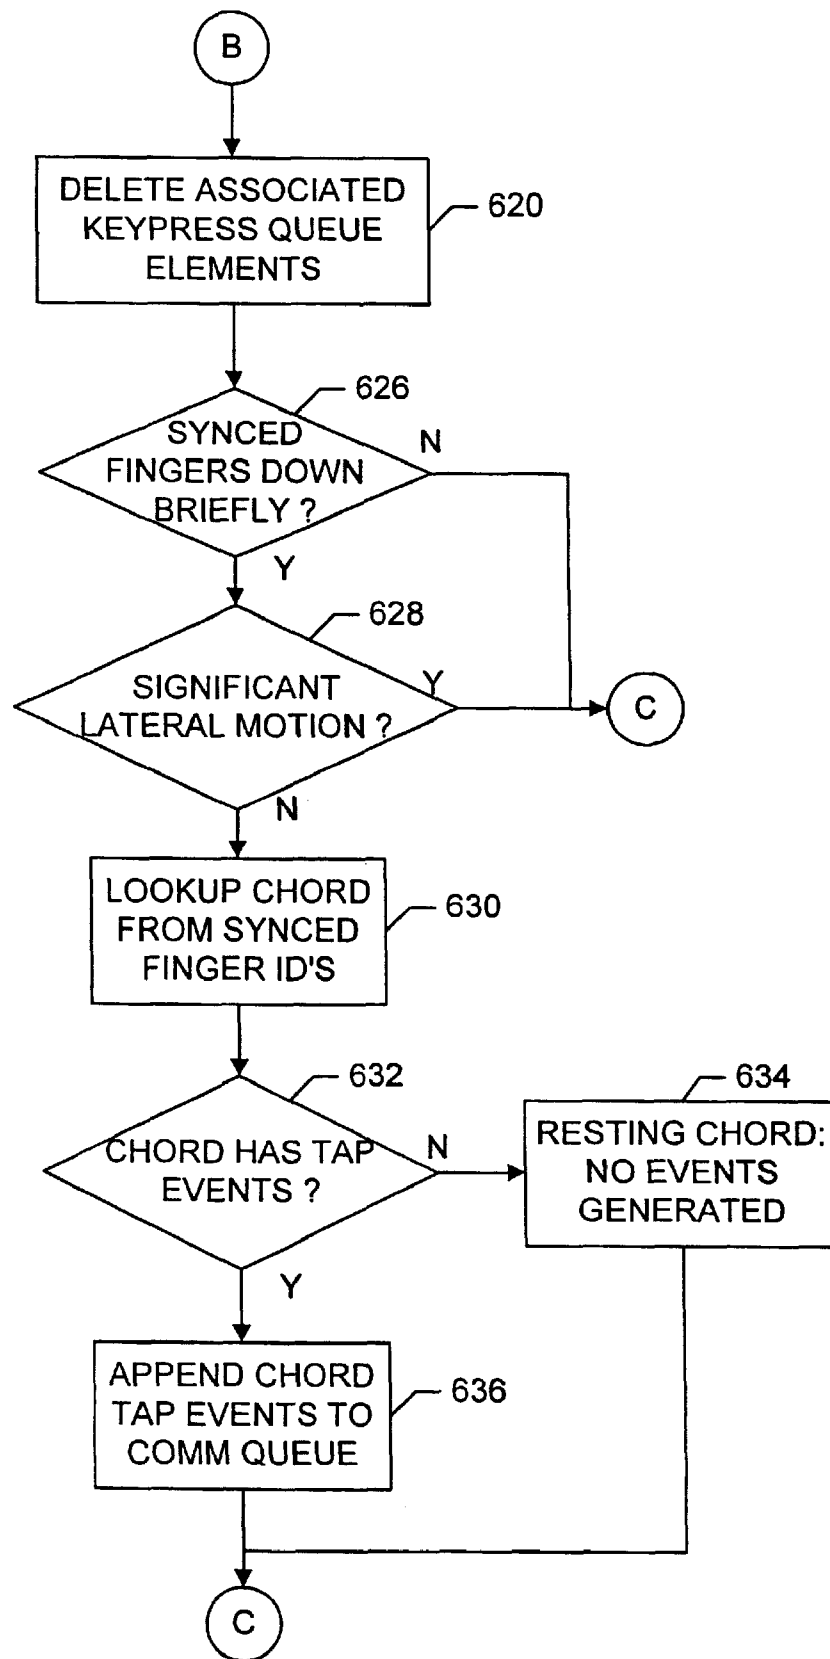 B
DELETE ASSOCIATED
KEYPRESS QUEUE
ELEMENTS
620
626
SYNCED
FINGERS DOWN
BRIEFLY ?
N
Y
628
SIGNIFICANT
LATERAL MOTION ?
Y
C
N
LOOKUP CHORD
FROM SYNCED
FINGER ID'S
630
632
CHORD HAS TAP
EVENTS ?
N
634
RESTING CHORD:
NO EVENTS
GENERATED
Y
APPEND CHORD
TAP EVENTS TO
COMM QUEUE
636
C